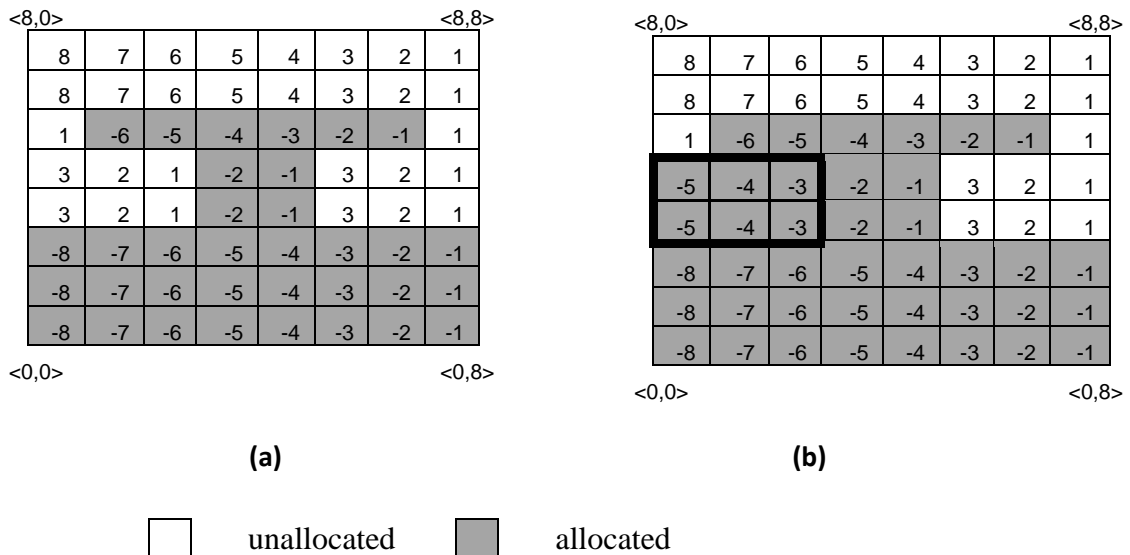 <8,0> <8,8>
8 7 6 5 4 3 2 1
8 7 6 5 4 3 2 1
1 -6 -5 -4 -3 -2 -1 1
3 2 1 -2 -1 3 2 1
3 2 1 -2 -1 3 2 1
-8 -7 -6 -5 -4 -3 -2 -1
-8 -7 -6 -5 -4 -3 -2 -1
-8 -7 -6 -5 -4 -3 -2 -1
<0,0> <0,8>
(a)
<8,0> <8,8>
8 7 6 5 4 3 2 1
8 7 6 5 4 3 2 1
1 -6 -5 -4 -3 -2 -1 1
-5 -4 -3 -2 -1 3 2 1
-5 -4 -3 -2 -1 3 2 1
-8 -7 -6 -5 -4 -3 -2 -1
-8 -7 -6 -5 -4 -3 -2 -1
-8 -7 -6 -5 -4 -3 -2 -1
<0,0> <0,8>
(b)
unallocated allocated